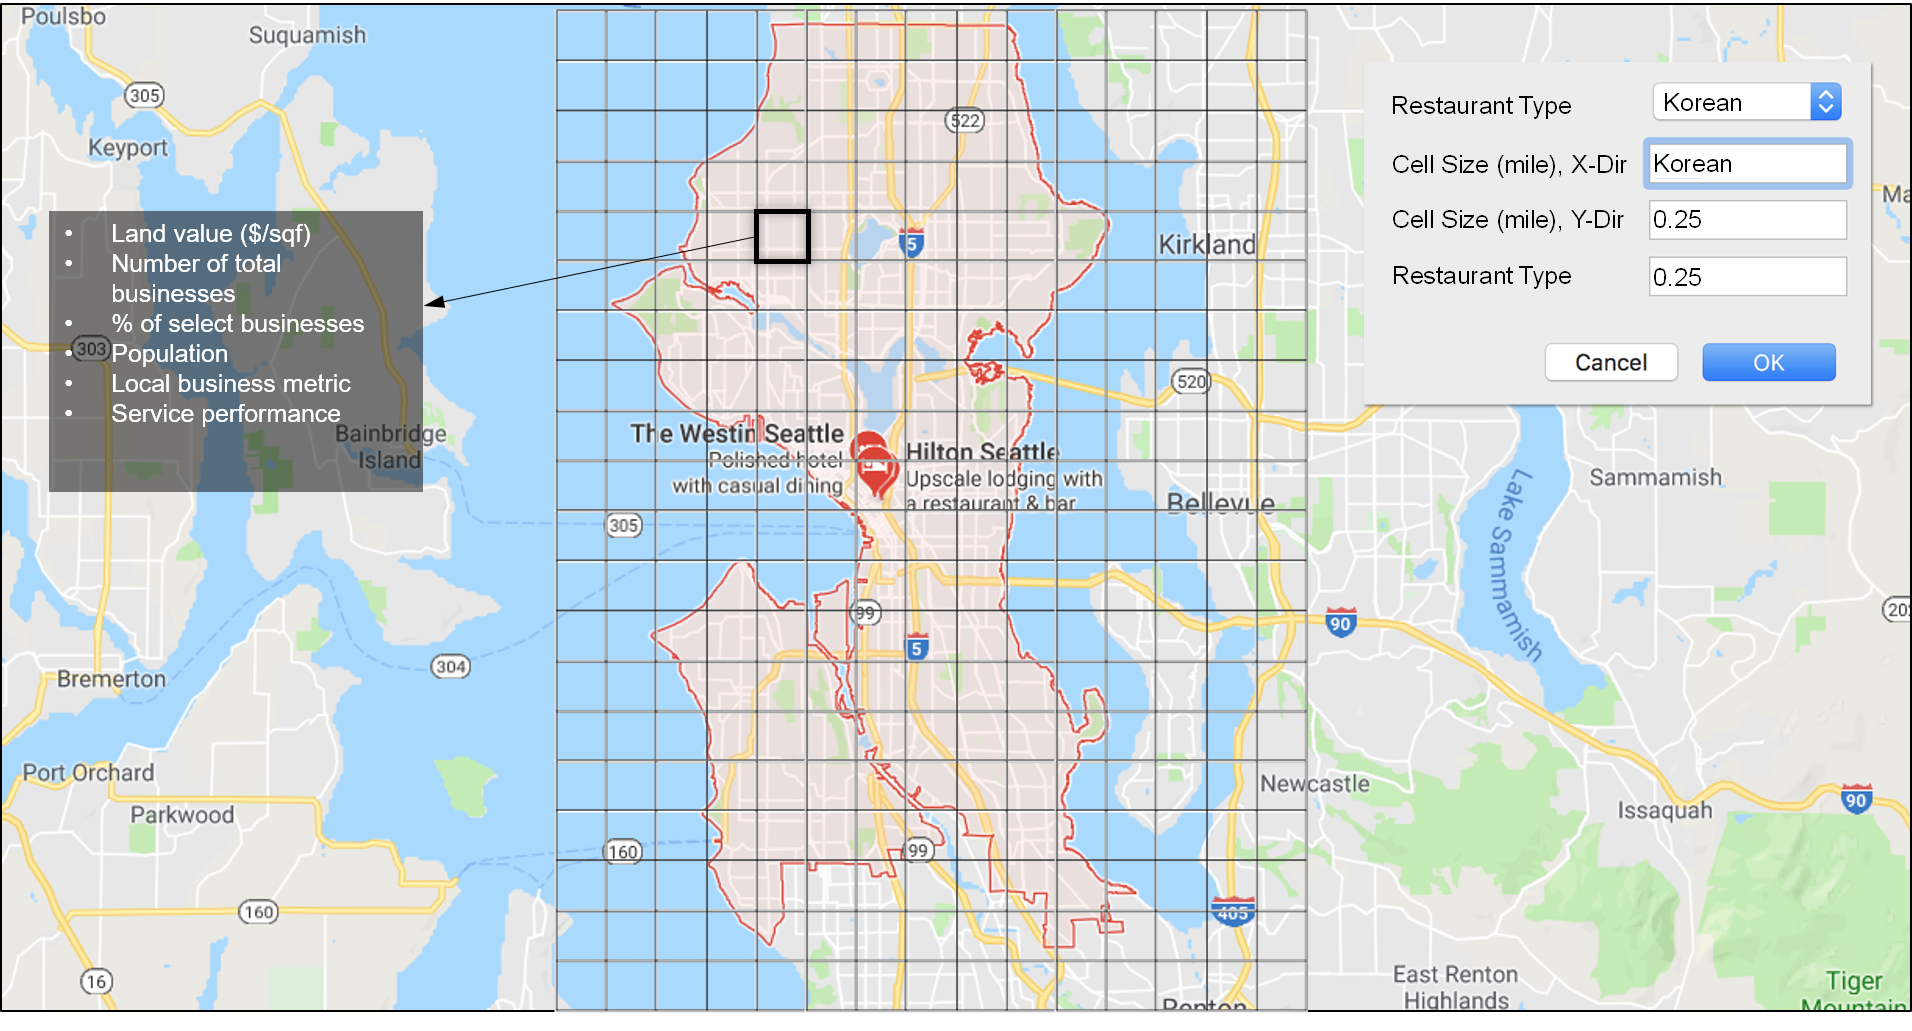 Poulsbo
Suquamish
305
Keyport
522
Restaurant Type
Korean
Cell Size (mile), X-Dir
Korean
Cell Size (mile), Y-Dir
0.25
Restaurant Type
0.25
Cancel
OK
• Land value ($/sqf)
• Number of total
businesses
• % of select businesses
• Population
• Local business metric
• Service performance
303
5
Kirkland
520
Bainbridge
Island
The Westin Seattle
Polished hotel
with casual dining
Hilton Seattle
Upscale lodging with
a restaurant & bar
Bellevue
Sammamish
Lake Sammamish
305
304
99
5
90
Bremerton
Port Orchard
Parkwood
Newcastle
Issaquah
90
160
99
160
405
16
East Renton
Highlands
Renton
Tiger
Mountain